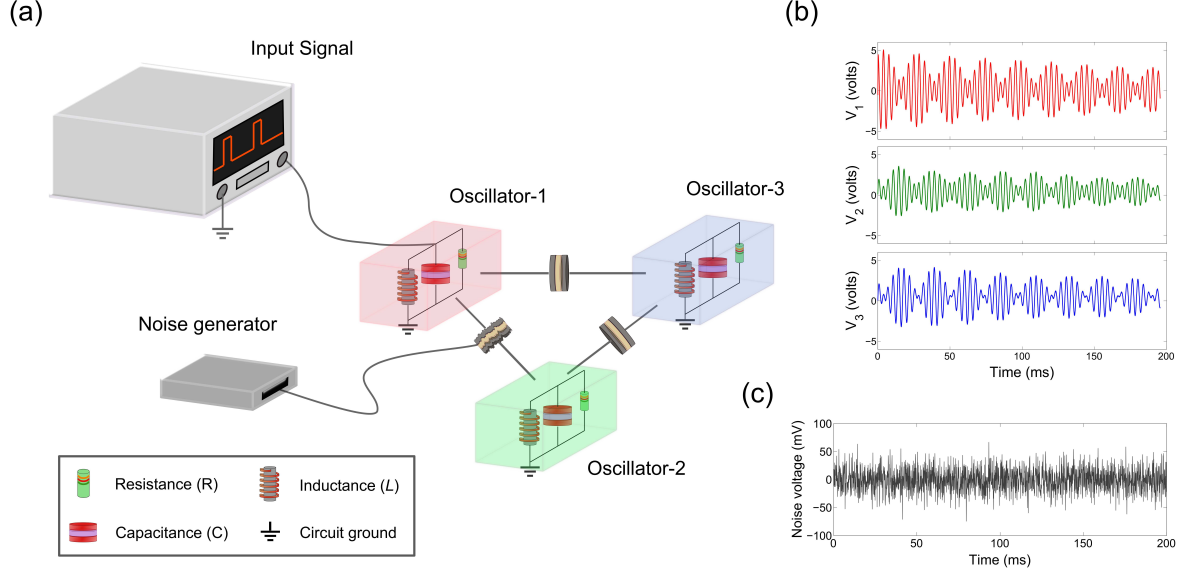 (a)
Input Signal
Oscillator-1
Oscillator-3
Noise generator
Oscillator-2
Resistance (R)
Inductance (L)
Capacitance (C)
Circuit ground
(b)
5
0
−5
V1 (volts)
5
0
−5
V2 (volts)
5
0
−5
V3 (volts)
0 50 100 150 200
Time (ms)
(c)
100
50
0
−50
−100
Noise voltage (mV)
0 50 100 150 200
Time (ms)